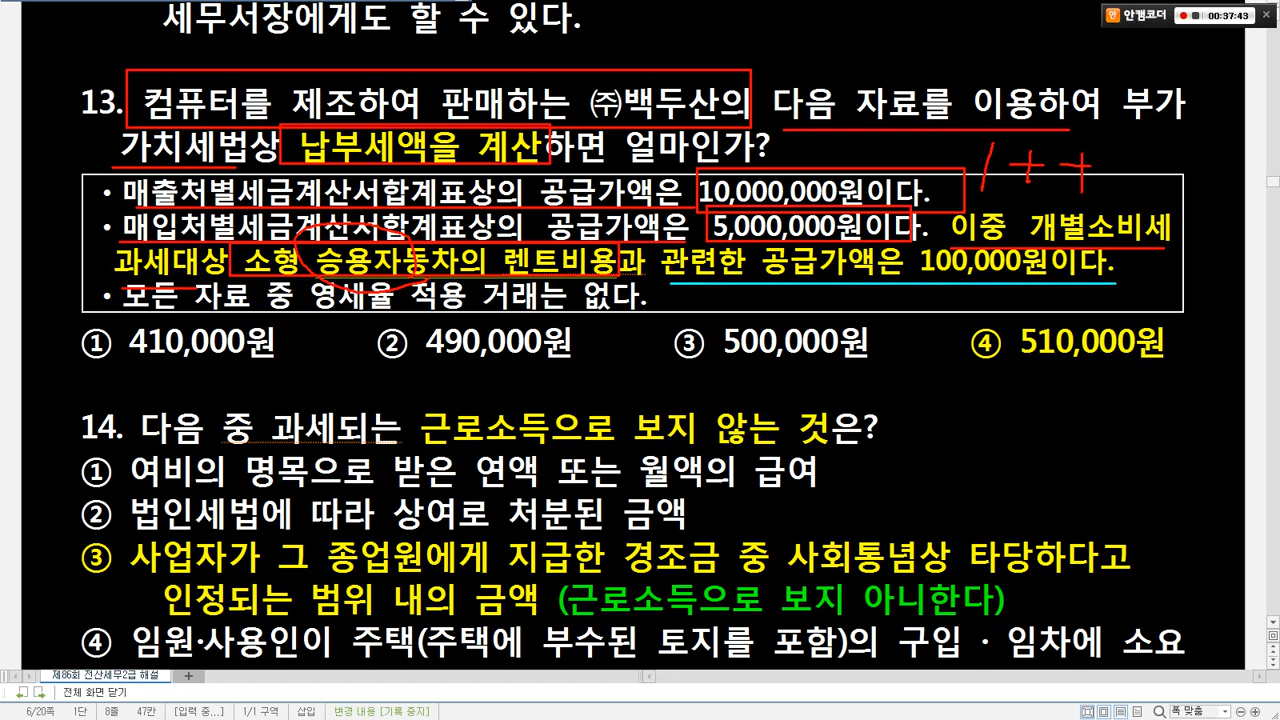 세무서장에게도 할 수 있다.
안캠코더 00:37:43
13. 컴퓨터를 제조하여 판매하는 ㈜백두산의 다음 자료를 이용하여 부가
가치세법상 납부세액을 계산하면 얼마인가?
· 매출처별세금계산서합계표상의 공급가액은 10,000,000원이다.
· 매입처별세금계산서합계표상의 공급가액은 5,000,000원이다. 이중 개별소비세
과세대상 소형 승용자동차의 렌트비용과 관련한 공급가액은 100,000원이다.
· 모든 자료 중 영세율 적용 거래는 없다.
① 410,000원 ② 490,000원 ③ 500,000원 ④ 510,000원
14. 다음 중 과세되는 근로소득으로 보지 않는 것은?
① 여비의 명목으로 받은 연액 또는 월액의 급여
② 법인세법에 따라 상여로 처분된 금액
③ 사업자가 그 종업원에게 지급한 경조금 중 사회통념상 타당하다고
인정되는 범위 내의 금액 (근로소득으로 보지 아니한다)
④ 임원·사용인이 주택(주택에 부수된 토지를 포함)의 구입 · 임차에 소요
제86회 전산세무2급 해설
전체 화면 닫기
6/20쪽 1단 8줄 47칸 [입력 중...] 1/1 구역 삽입 변경 내용 [기록 중지] 폭 맞춤